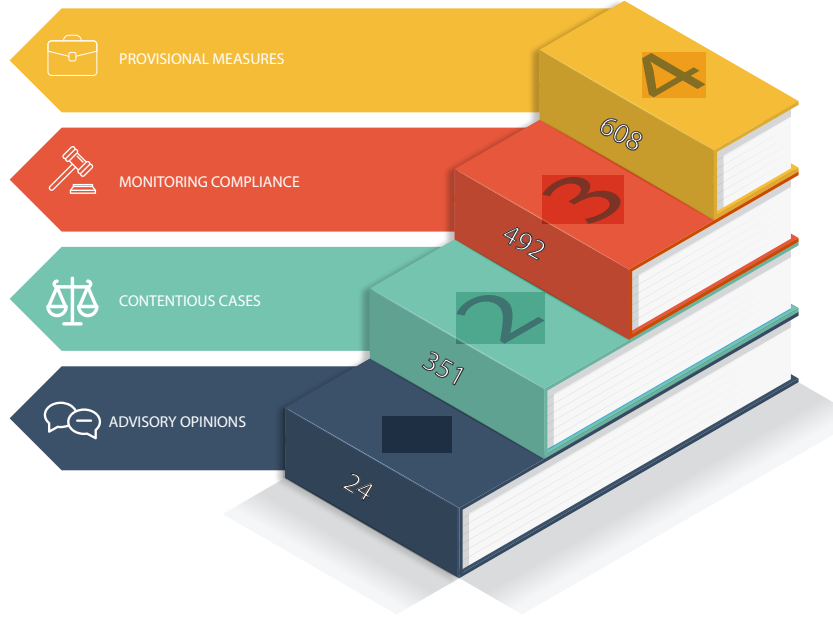 PROVISIONAL MEASURES
4
608
MONITORING COMPLIANCE
3
492
CONTENTIOUS CASES
2
351
ADVISORY OPINIONS
24